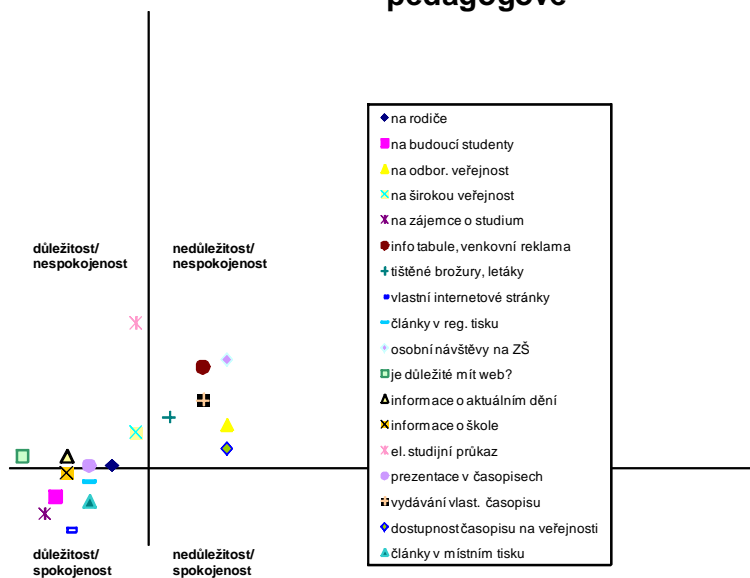 pedagogové
na rodiče
na budoucí studenty
na odbor. veřejnost
na širokou veřejnost
na zájemce o studium
info tabule, venkovní reklama
tištěné brožury, letáky
vlastní internetové stránky
články v reg. tisku
osobní návštěvy na ZŠ
je důležité mít web?
informace o aktuálním dění
informace o škole
el. studijní průkaz
prezentace v časopisech
vydávání vlast. časopisu
dostupnost časopisu na veřejnosti
články v místním tisku
důležitost/
nespokojenost
nedůležitost/
nespokojenost
důležitost/
spokojenost
nedůležitost/
spokojenost